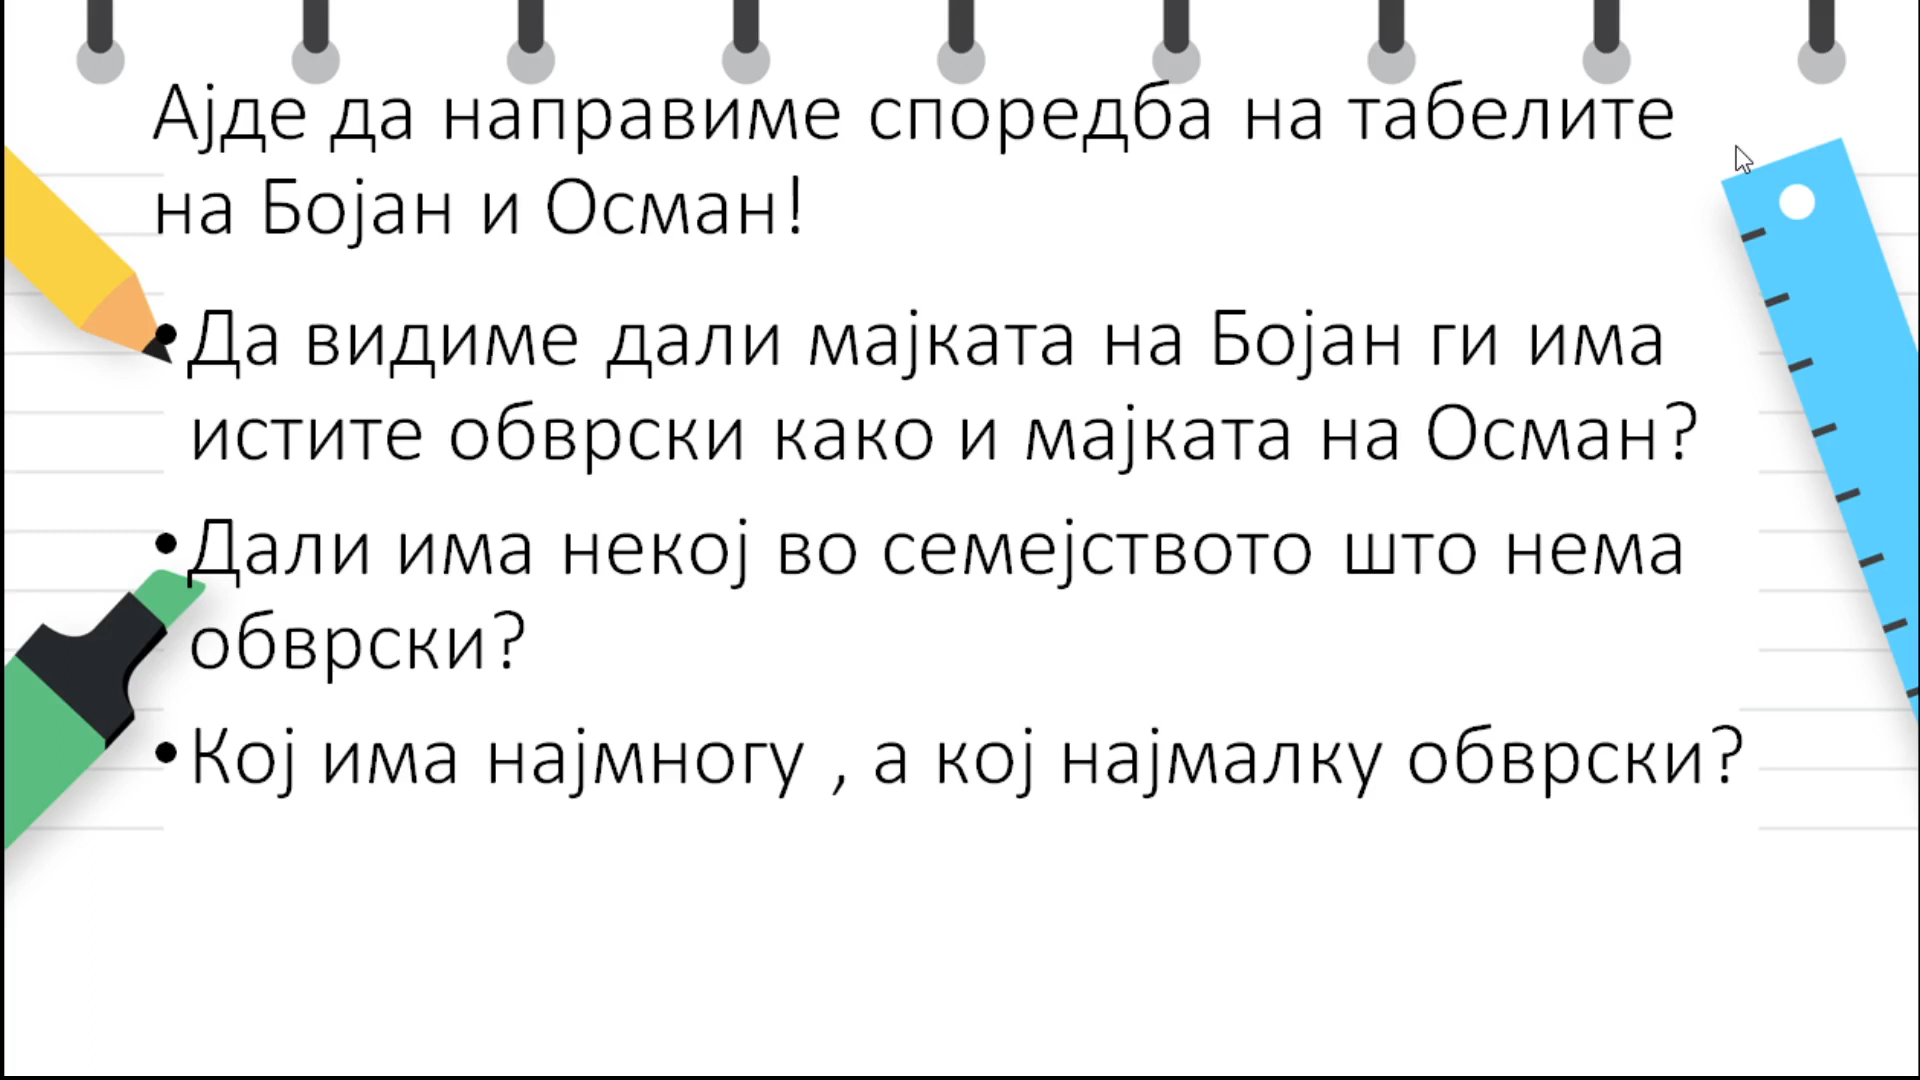 Ајде да направиме споредба на табелите
на Бојан и Осман!
•Да видиме дали мајката на Бојан ги има
истите обврски како и мајката на Осман?
•Дали има некој во семејството што нема
обврски?
•Кој има најмногу , а кој најмалку обврски?